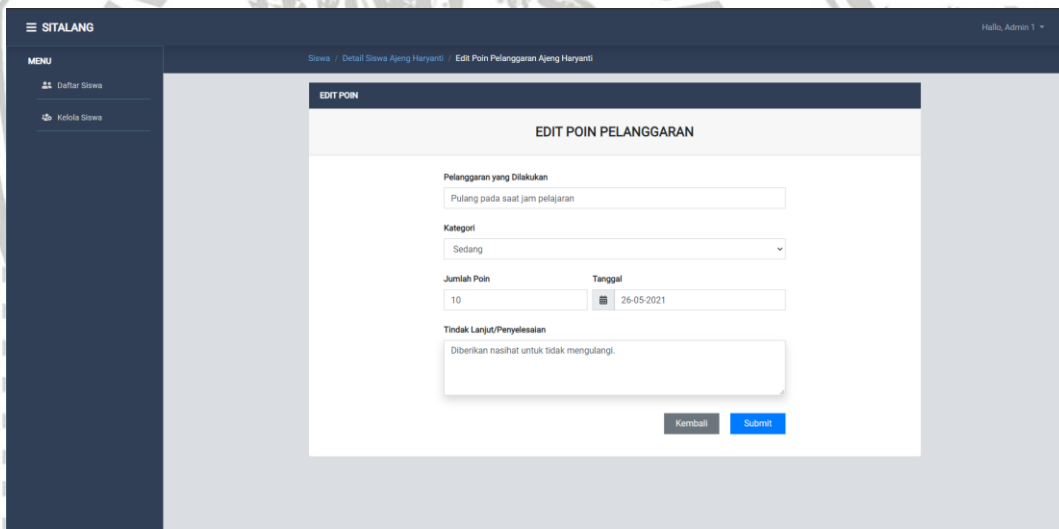 SITALANG
Hallo, Admin 1
MENU
Daftar Siswa
Kelola Siswa
Siswa / Detail Siswa Ajeng Haryanti / Edit Poin Pelanggaran Ajeng Haryanti
EDIT POIN
EDIT POIN PELANGGARAN
Pelanggaran yang Dilakukan
Pulang pada saat jam pelajaran
Kategori
Sedang
Jumlah Poin Tanggal
10 26-05-2021
Tindak Lanjut/Penyelesaian
Diberikan nasihat untuk tidak mengulangi.
Kembali Submit